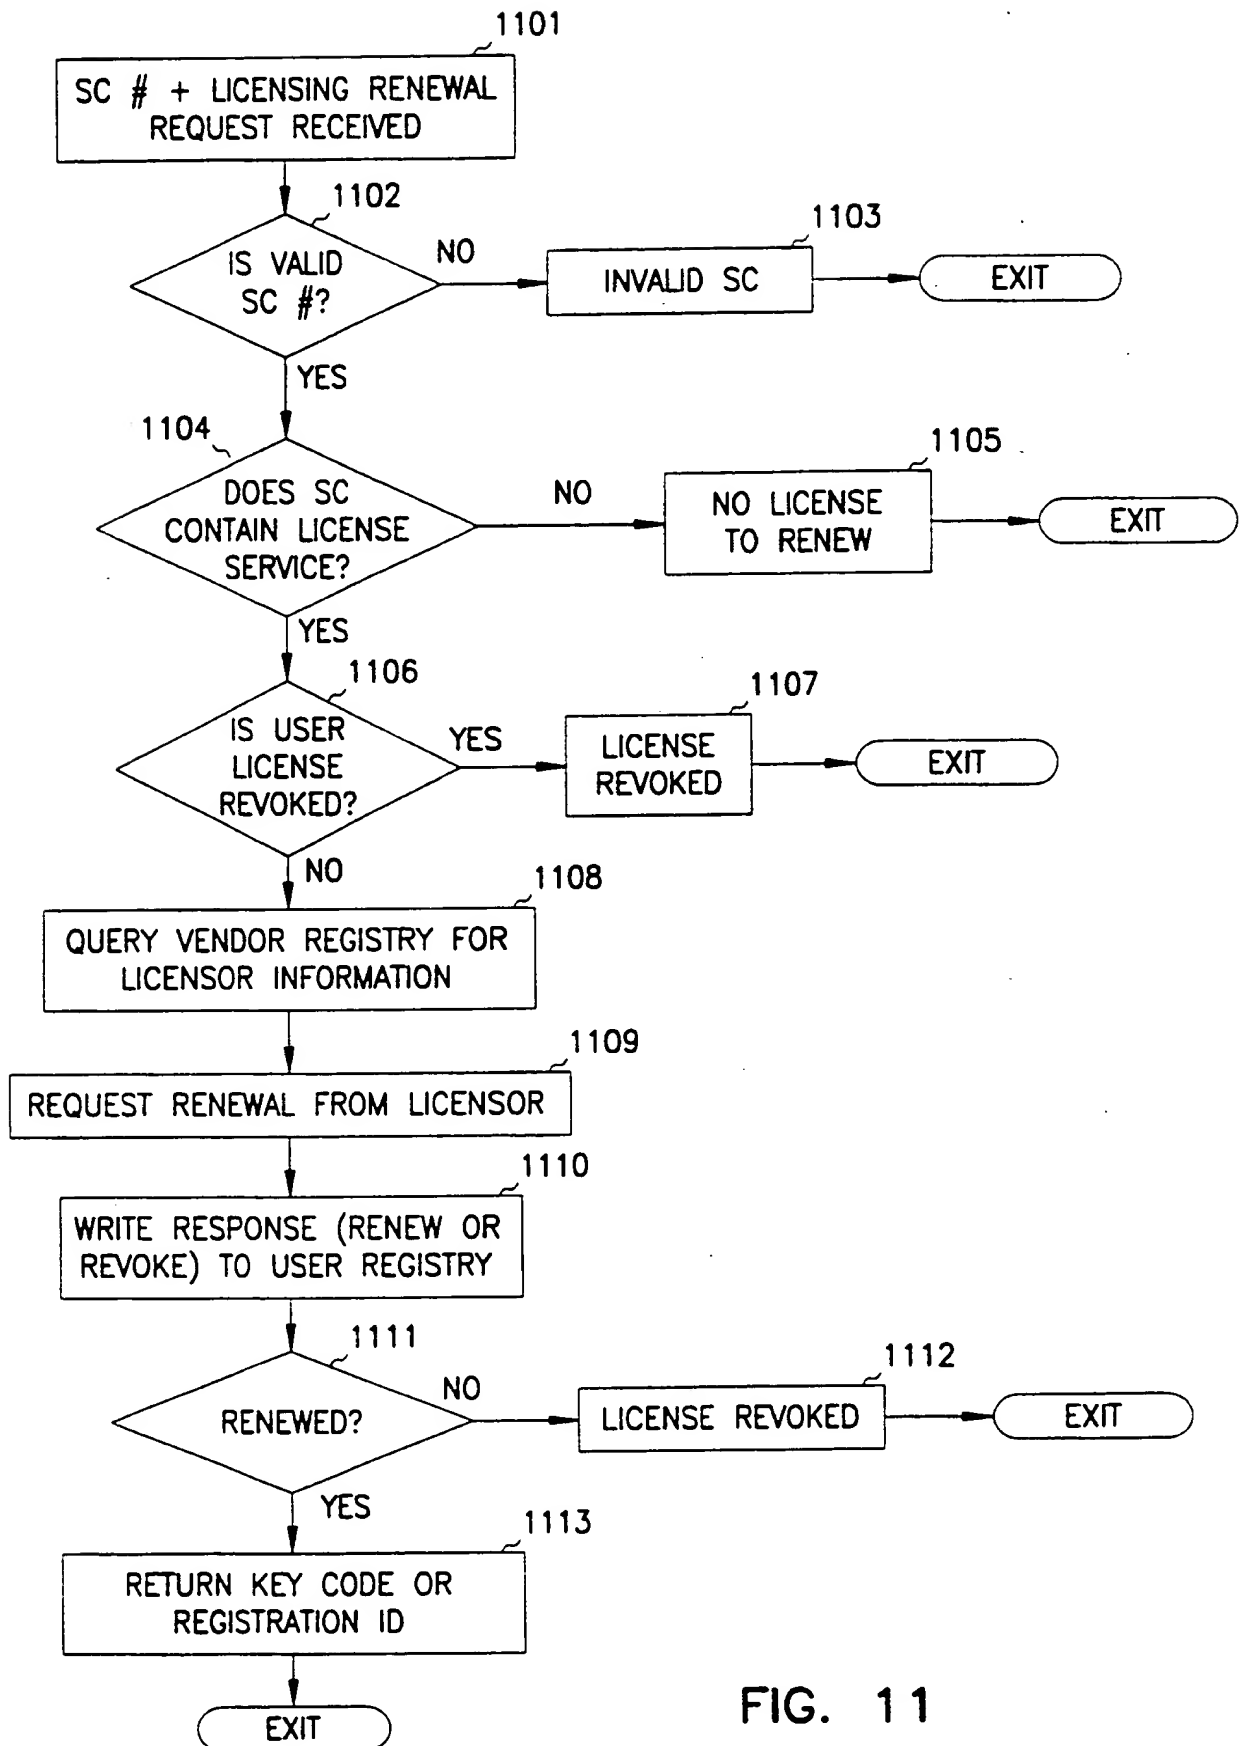 1101
SC # + LICENSING RENEWAL
REQUEST RECEIVED
1102
IS VALID
SC #?
NO
1103
INVALID SC
EXIT
YES
1104
DOES SC
CONTAIN LICENSE
SERVICE?
NO
1105
NO LICENSE
TO RENEW
EXIT
YES
1106
IS USER
LICENSE
REVOKED?
YES
1107
LICENSE
REVOKED
EXIT
NO
1108
QUERY VENDOR REGISTRY FOR
LICENSOR INFORMATION
1109
REQUEST RENEWAL FROM LICENSOR
1110
WRITE RESPONSE (RENEW OR
REVOKE) TO USER REGISTRY
1111
RENEWED?
NO
1112
LICENSE REVOKED
EXIT
YES
1113
RETURN KEY CODE OR
REGISTRATION ID
EXIT
FIG. 11